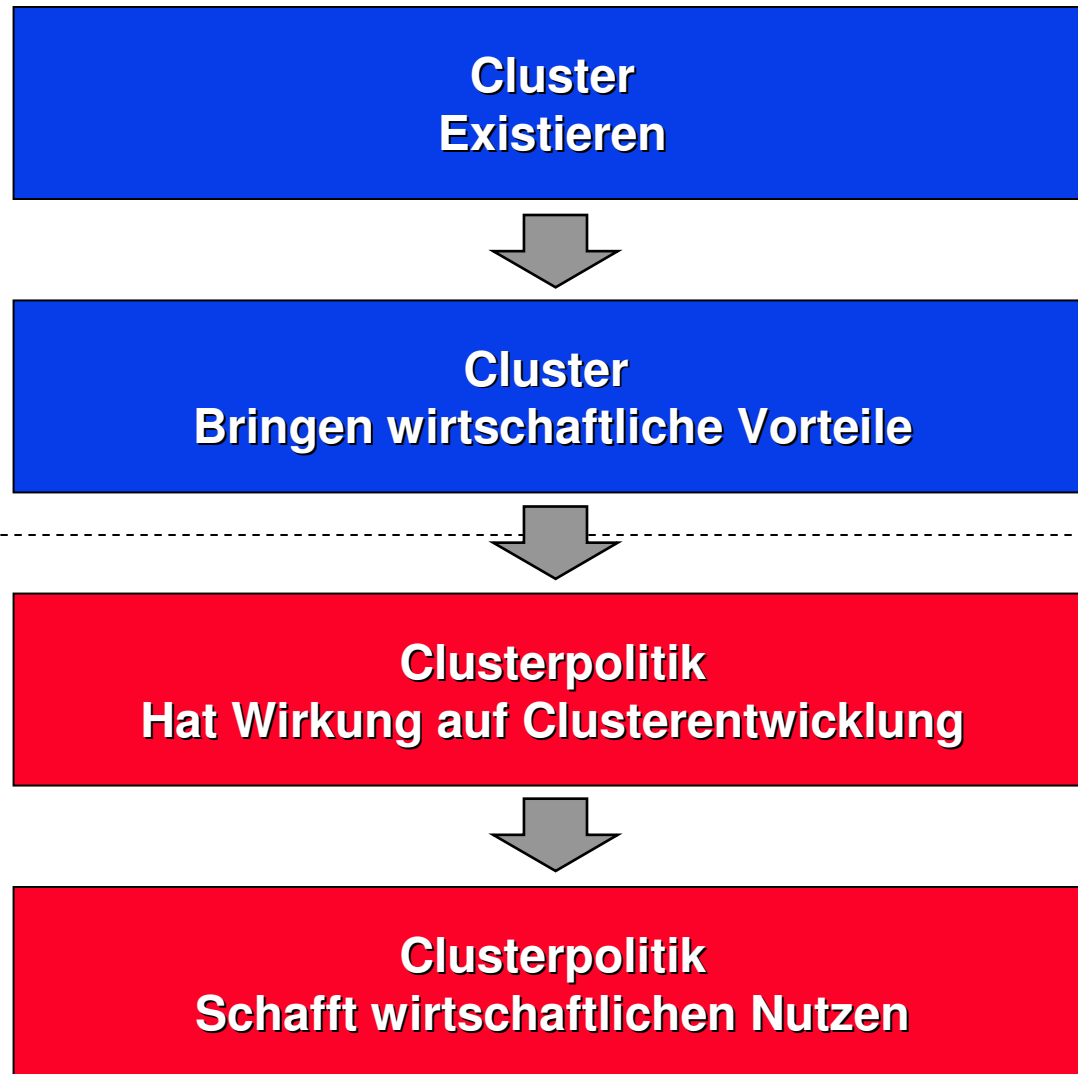 Cluster
Existieren
Cluster
Bringen wirtschaftliche Vorteile
Clusterpolitik
Hat Wirkung auf Clusterentwicklung
Clusterpolitik
Schafft wirtschaftlichen Nutzen